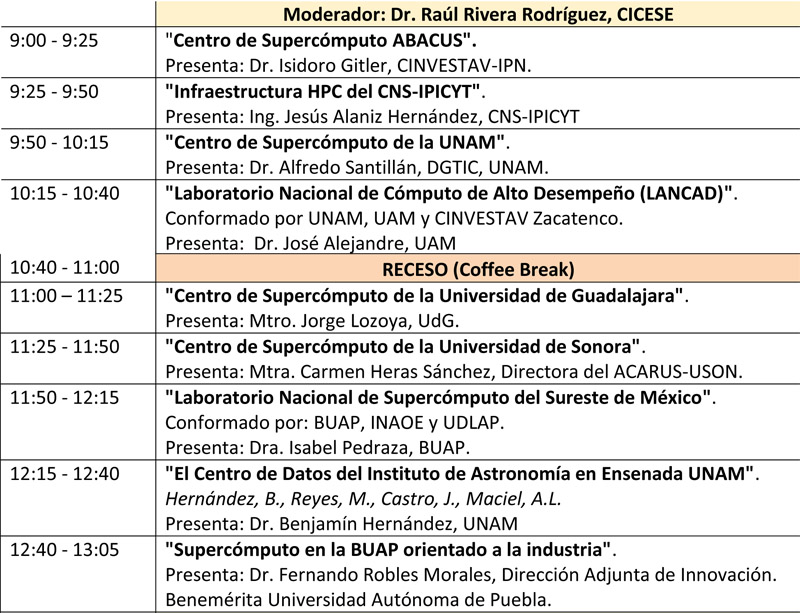 Moderador: Dr. Raúl Rivera Rodríguez, CICESE
9:00 - 9:25
"Centro de Supercómputo ABACUS".
Presenta: Dr. Isidoro Gitler, CINVESTAV-IPN.
9:25 - 9:50
"Infraestructura HPC del CNS-IPICYT".
Presenta: Ing. Jesús Alaniz Hernández, CNS-IPICYT
9:50 - 10:15
"Centro de Supercómputo de la UNAM".
Presenta: Dr. Alfredo Santillán, DGTIC, UNAM.
10:15 - 10:40
"Laboratorio Nacional de Cómputo de Alto Desempeño (LANCAD)".
Conformado por UNAM, UAM y CINVESTAV Zacatenco.
Presenta:  Dr. José Alejandre, UAM
10:40 - 11:00
RECESO (Coffee Break)
11:00 – 11:25
"Centro de Supercómputo de la Universidad de Guadalajara".
Presenta: Mtro. Jorge Lozoya, UdG.
11:25 - 11:50
"Centro de Supercómputo de la Universidad de Sonora".
Presenta: Mtra. Carmen Heras Sánchez, Directora del ACARUS-USON.
11:50 - 12:15
"Laboratorio Nacional de Supercómputo del Sureste de México".
Conformado por: BUAP, INAOE y UDLAP.
Presenta: Dra. Isabel Pedraza, BUAP.
12:15 - 12:40
"El Centro de Datos del Instituto de Astronomía en Ensenada UNAM".
Hernández, B., Reyes, M., Castro, J., Maciel, A.L.
Presenta: Dr. Benjamín Hernández, UNAM
12:40 - 13:05
"Supercómputo en la BUAP orientado a la industria".
Presenta: Dr. Fernando Robles Morales, Dirección Adjunta de Innovación.
Benemérita Universidad Autónoma de Puebla.